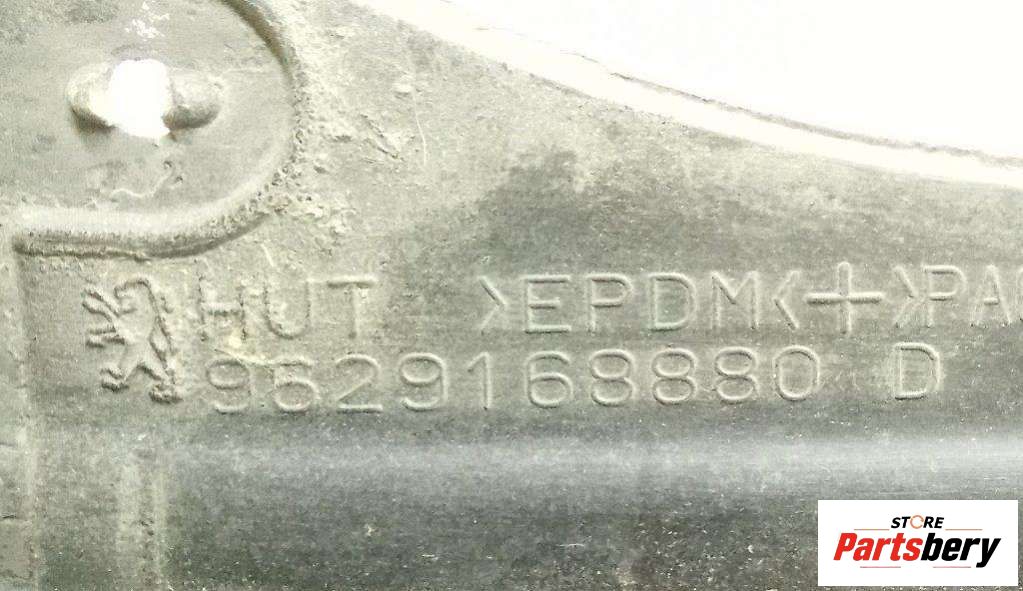 HUT >EPDM<+>PA
9629168880 D
STORE
Partsbery